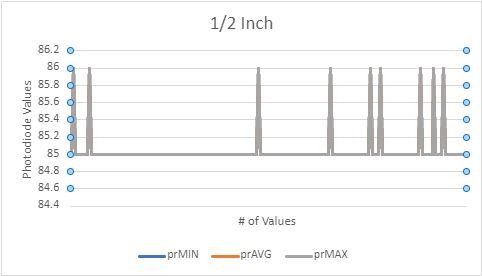 1/2 Inch
86.2
86
85.8
85.6
85.4
85.2
85
84.8
84.6
84.4
Photodiode Values
# of Values
prMIN prAVG prMAX